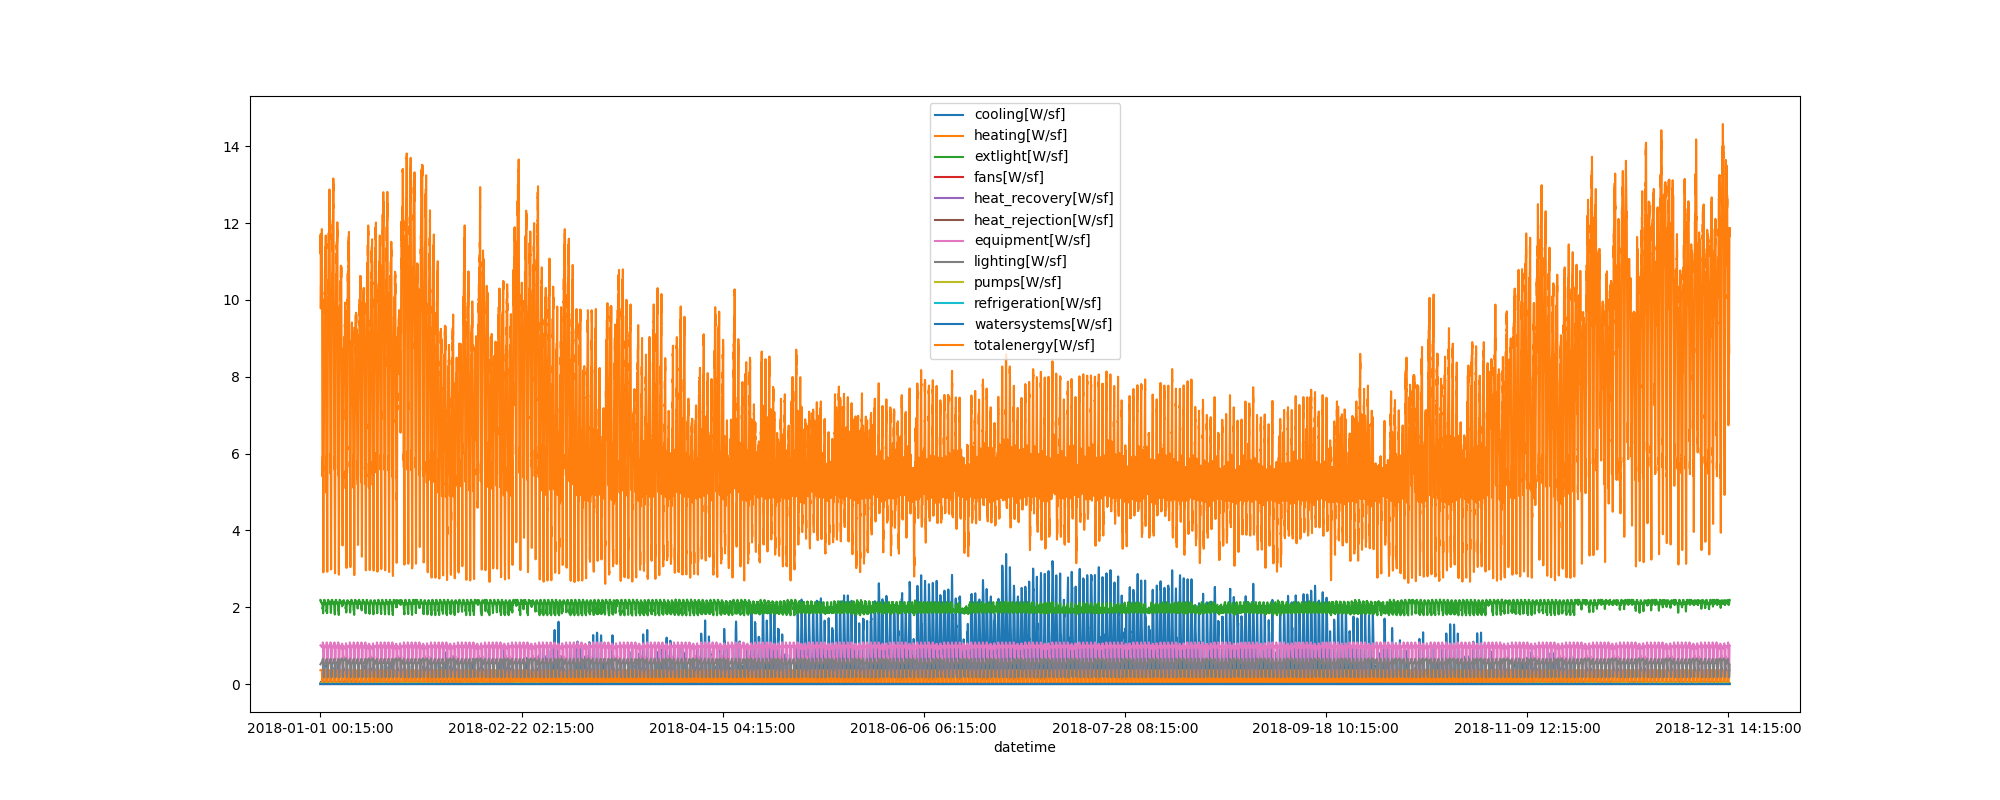 cooling[W/sf]
heating[W/sf]
extlight[W/sf]
fans[W/sf]
heat_recovery[W/sf]
heat_rejection[W/sf]
equipment[W/sf]
lighting[W/sf]
pumps[W/sf]
refrigeration[W/sf]
watersystems[W/sf]
totalenergy[W/sf]
14
12
10
8
6
4
2
0
2018-01-01 00:15:00 2018-02-22 02:15:00 2018-04-15 04:15:00 2018-06-06 06:15:00 2018-07-28 08:15:00 2018-09-18 10:15:00 2018-11-09 12:15:00 2018-12-31 14:15:00
datetime